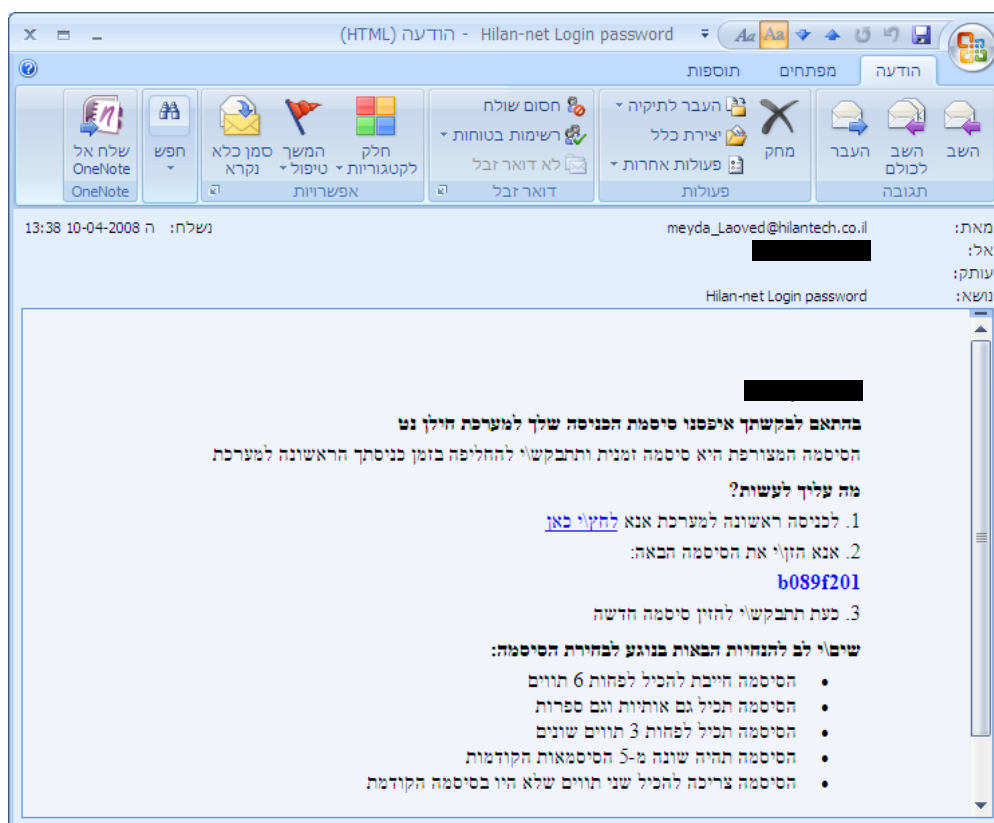 Hilan-net Login password - הודעה (HTML)
הודעה מפתחים תוספות
השב
השב לכולם
העבר
תגובה
מחק
העבר לתיקיה
יצירת כלל
פעולות אחרות
פעולות
חסום שולח
רשימות בטוחות
לא דואר זבל
דואר זבל
חלק לקטגוריות
המשך טיפול
סמן כלא נקרא
אפשרויות
חפש
שלח אל OneNote
OneNote
מאת: meyda_Laoved@hilantech.co.il נשלח: ה 10-04-2008 13:38
אל:
עותק:
נושא: Hilan-net Login password
בהתאם לבקשתך איפסנו סיסמת הכניסה שלך למערכת חילן נט
הסיסמה המצורפת היא סיסמה זמנית ותתבקש\י להחליפה בזמן כניסתך הראשונה למערכת
מה עליך לעשות?
1. לכניסה ראשונה למערכת אנא לחץ\י כאן
2. אנא הזן\י את הסיסמה הבאה:
b089f201
3. כעת תתבקש\י להזין סיסמה חדשה
שים\י לב להנחיות הבאות בנוגע לבחירת הסיסמה:
• הסיסמה חייבת להכיל לפחות 6 תווים
• הסיסמה תכיל גם אותיות וגם ספרות
• הסיסמה תכיל לפחות 3 תווים שונים
• הסיסמה תהיה שונה מ-5 הסיסמאות הקודמות
• הסיסמה צריכה להכיל שני תווים שלא היו בסיסמה הקודמת